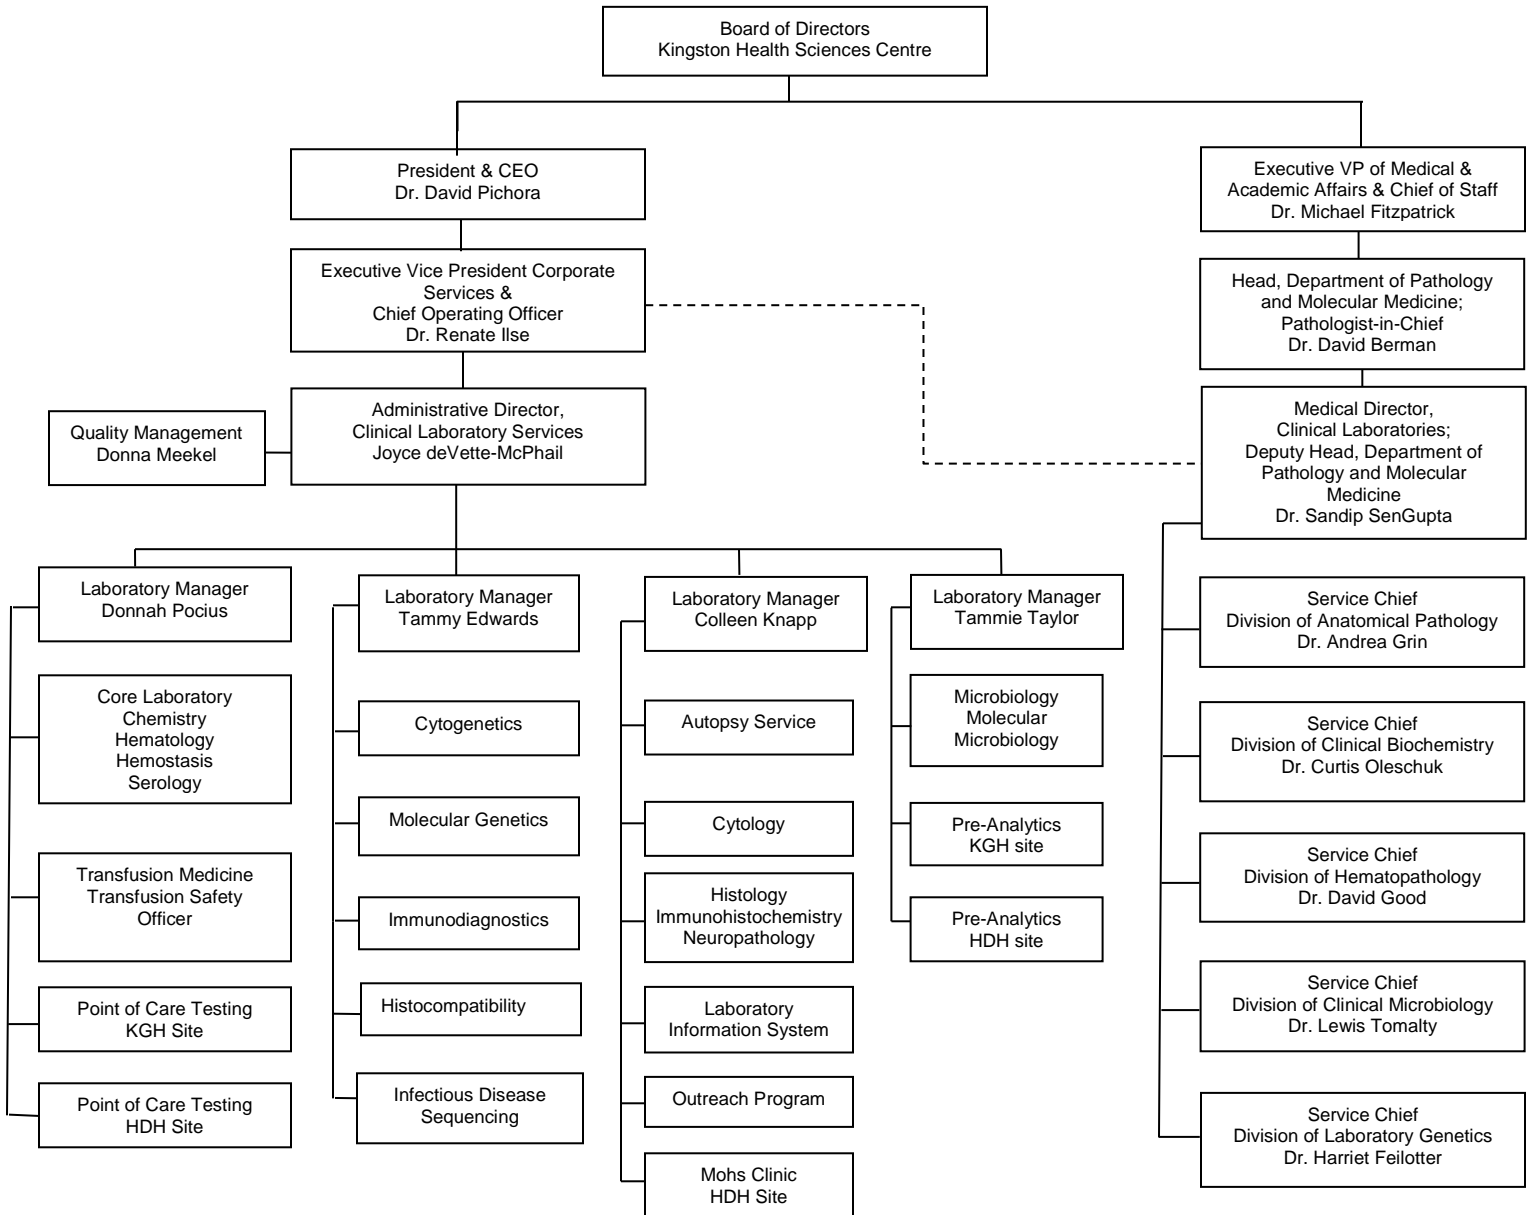 Board of Directors
Kingston Health Sciences Centre
President & CEO
Dr. David Pichora
Executive VP of Medical &
Academic Affairs & Chief of Staff
Dr. Michael Fitzpatrick
Executive Vice President Corporate
Services &
Chief Operating Officer
Dr. Renate Ilse
Head, Department of Pathology
and Molecular Medicine;
Pathologist-in-Chief
Dr. David Berman
Quality Management
Donna Meekel
Administrative Director,
Clinical Laboratory Services
Joyce deVette-McPhail
Medical Director,
Clinical Laboratories;
Deputy Head, Department of
Pathology and Molecular
Medicine
Dr. Sandip SenGupta
Laboratory Manager
Donnah Pocius
Core Laboratory
Chemistry
Hematology
Hemostasis
Serology
Transfusion Medicine
Transfusion Safety
Officer
Point of Care Testing
KGH Site
Point of Care Testing
HDH Site
Laboratory Manager
Tammy Edwards
Cytogenetics
Molecular Genetics
Immunodiagnostics
Histocompatibility
Infectious Disease
Sequencing
Laboratory Manager
Colleen Knapp
Autopsy Service
Cytology
Histology
Immunohistochemistry
Neuropathology
Laboratory
Information System
Outreach Program
Mohs Clinic
HDH Site
Laboratory Manager
Tammie Taylor
Microbiology
Molecular
Microbiology
Pre-Analytics
KGH site
Pre-Analytics
HDH site
Service Chief
Division of Anatomical Pathology
Dr. Andrea Grin
Service Chief
Division of Clinical Biochemistry
Dr. Curtis Oleschuk
Service Chief
Division of Hematopathology
Dr. David Good
Service Chief
Division of Clinical Microbiology
Dr. Lewis Tomalty
Service Chief
Division of Laboratory Genetics
Dr. Harriet Feilotter